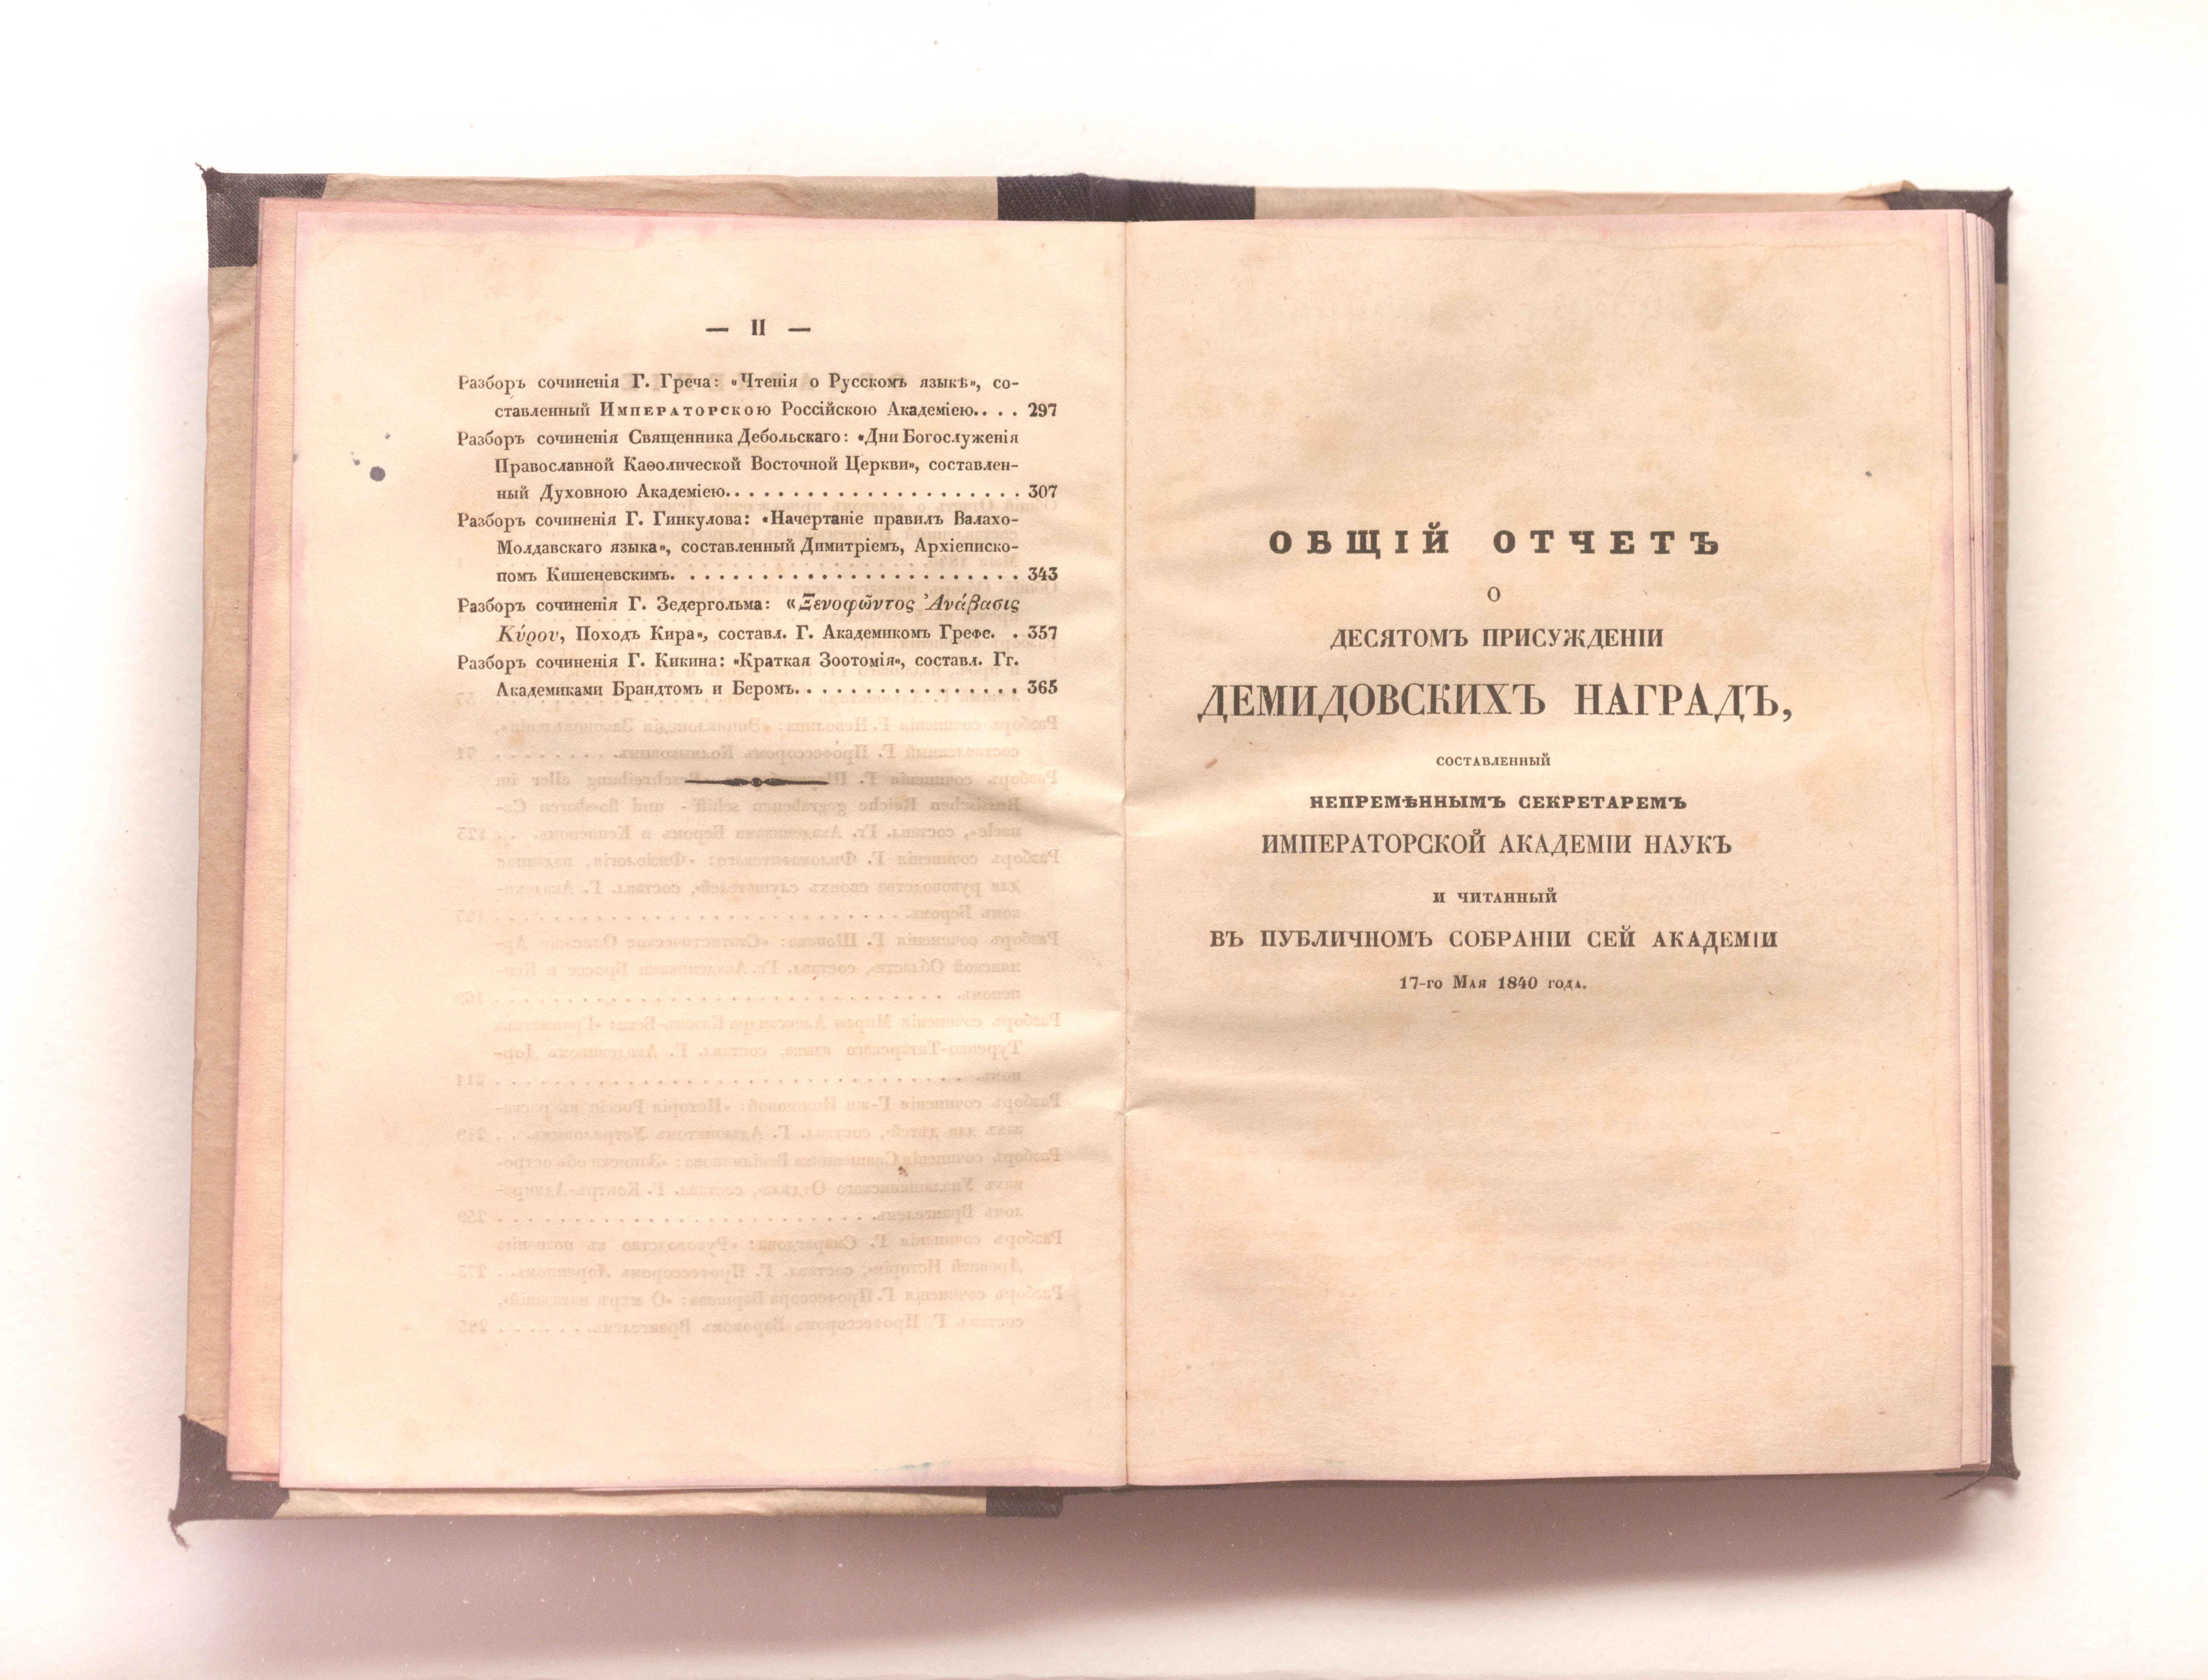 — II —
Разборъ сочиненія Г. Греча: «Чтенія о Русскомъ языкѣ», со-
ставленный Императорскою Россійскою Академіею. . . . 297
Разборъ сочиненія Священника Дебольскаго: «Дни Богослуженія
Православной Каѳолической Восточной Церкви», составлен-
ный Духовною Академіею. . . . . . . . . . . . . . . . . . . . . 307
Разборъ сочиненія Г. Гинкулова: «Начертаніе правилъ Валахо-
Молдавскаго языка», составленный Димитріемъ, Архіеписко-
помъ Кишеневскимъ. . . . . . . . . . . . . . . . . . . . . . . . 343
Разборъ сочиненія Г. Зедергольма: «Ξενοφῶντος Ἀνάβασις
Κύρου, Походъ Кира», составл. Г. Академикомъ Грефе. . 357
Разборъ сочиненія Г. Кикина: «Краткая Зоотомія», составл. Гг.
Академиками Брандтомъ и Беромъ. . . . . . . . . . . . . . . . 365
ОБЩІЙ ОТЧЕТЪ
О
ДЕСЯТОМЪ ПРИСУЖДЕНІИ
ДЕМИДОВСКИХЪ НАГРАДЪ,
СОСТАВЛЕННЫЙ
НЕПРЕМѢННЫМЪ СЕКРЕТАРЕМЪ
ИМПЕРАТОРСКОЙ АКАДЕМІИ НАУКЪ
И ЧИТАННЫЙ
ВЪ ПУБЛИЧНОМЪ СОБРАНІИ СЕЙ АКАДЕМІИ
17-го Мая 1840 года.